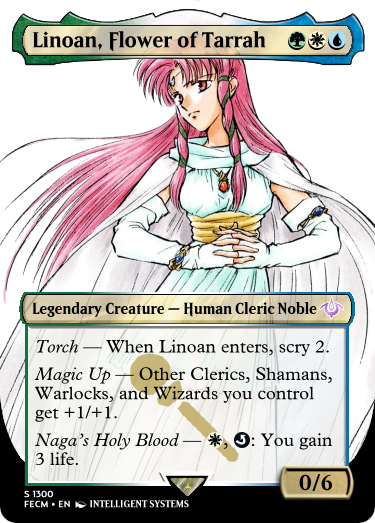 Linoan, Flower of Tarrah
Legendary Creature — Human Cleric Noble
Torch — When Linoan enters, scry 2.
Magic Up — Other Clerics, Shamans,
Warlocks, and Wizards you control
get +1/+1.
Naga's Holy Blood — , : You gain
3 life.
0/6
S 1300
FECM • EN INTELLIGENT SYSTEMS